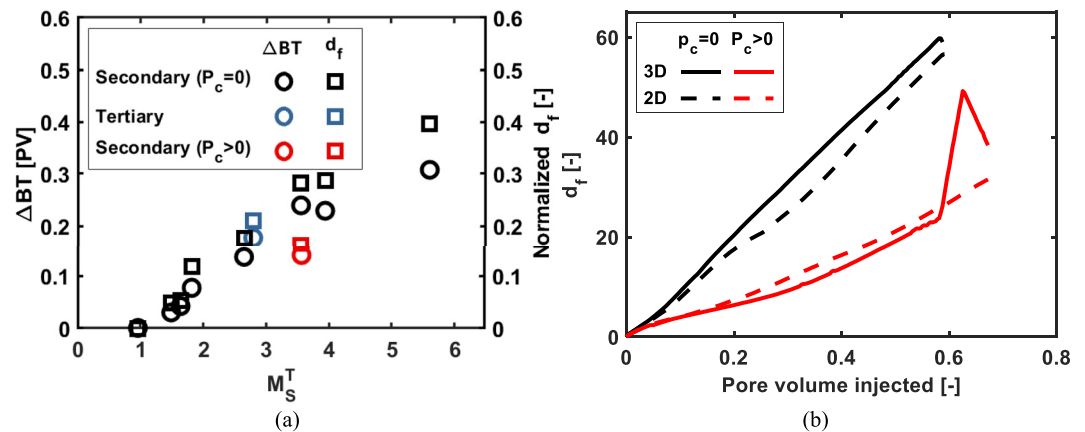 0.6
0.5
0.4
0.3
0.2
0.1
0
ΔBT [PV]
ΔBT d_f
Secondary (P_c=0)
Tertiary
Secondary (P_c>0)
0.6
0.5
0.4
0.3
0.2
0.1
0
Normalized d_f [-]
0 1 2 3 4 5 6
M_S^T
(a)
60
40
20
0
d_f [-]
p_c=0 P_c>0
3D
2D
0 0.2 0.4 0.6 0.8
Pore volume injected [-]
(b)